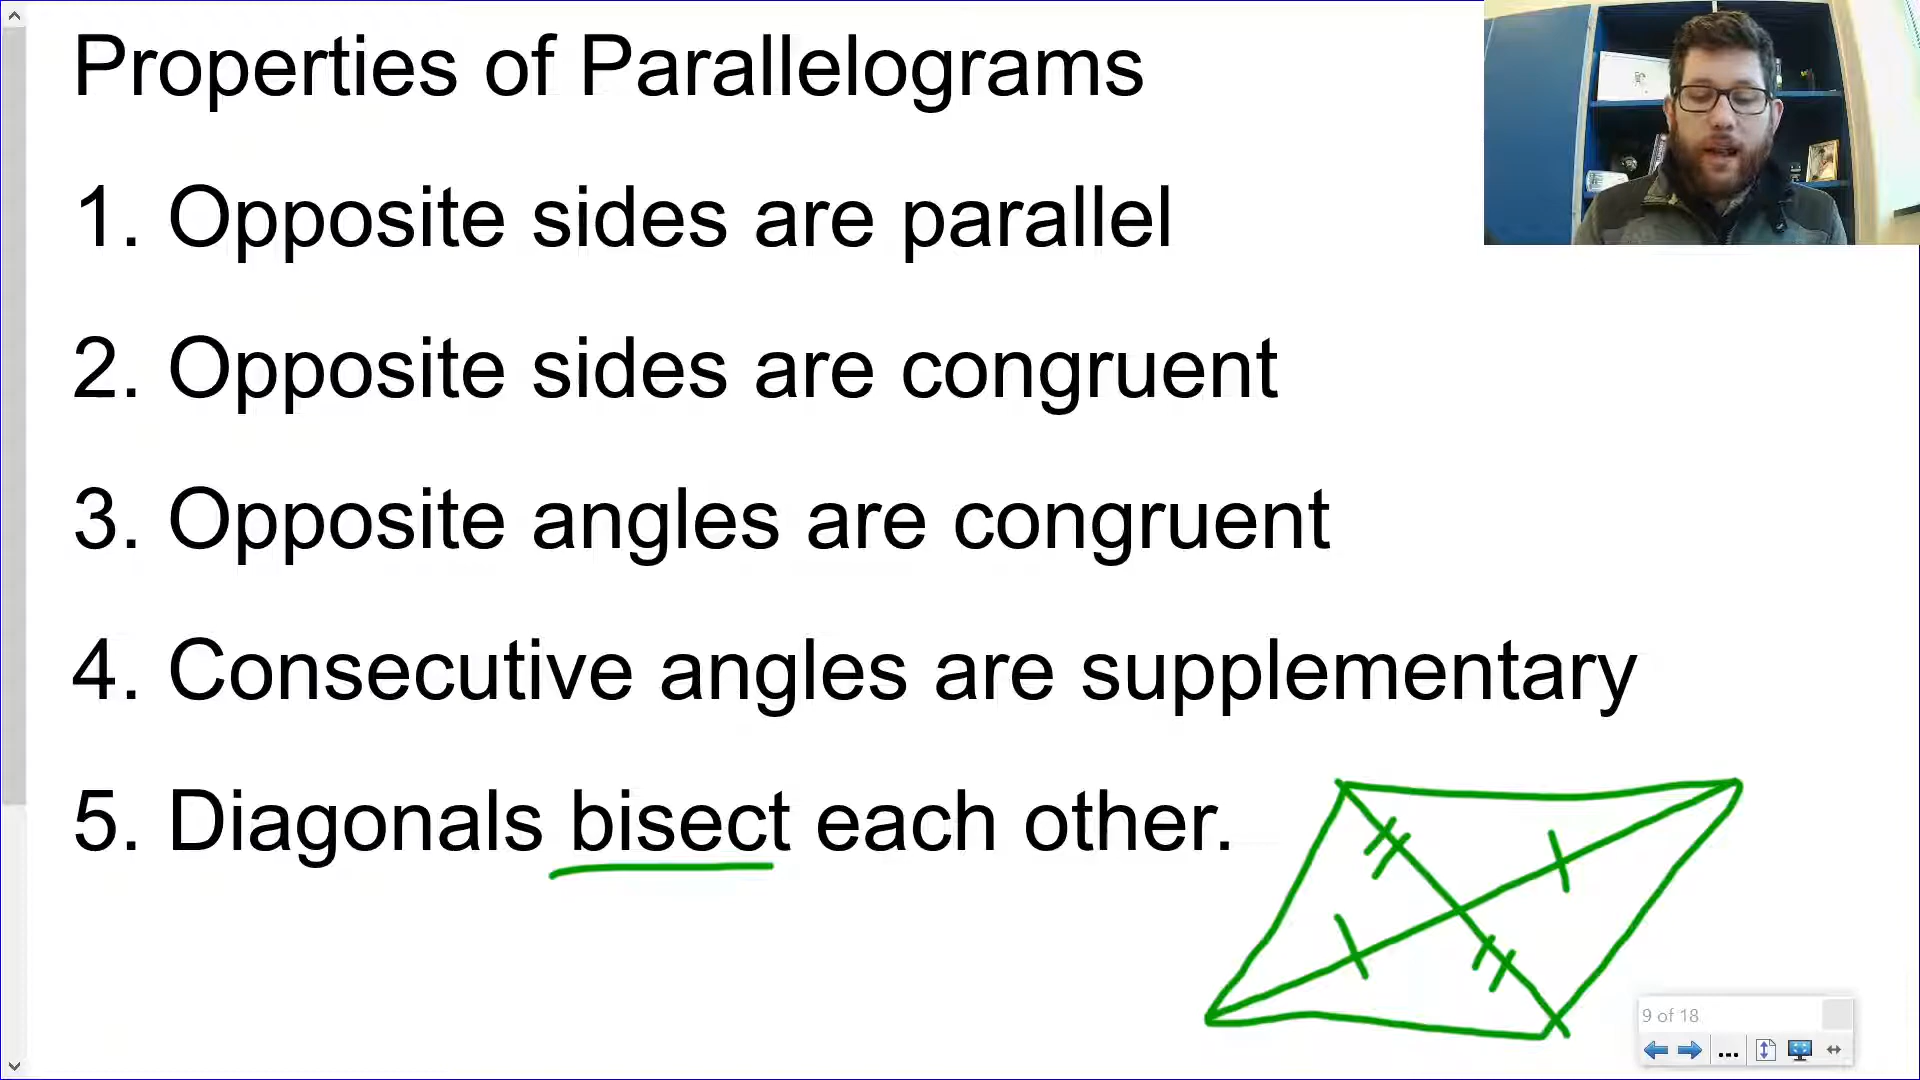 Properties of Parallelograms
1. Opposite sides are parallel
2. Opposite sides are congruent
3. Opposite angles are congruent
4. Consecutive angles are supplementary
5. Diagonals bisect each other.
9 of 18
...